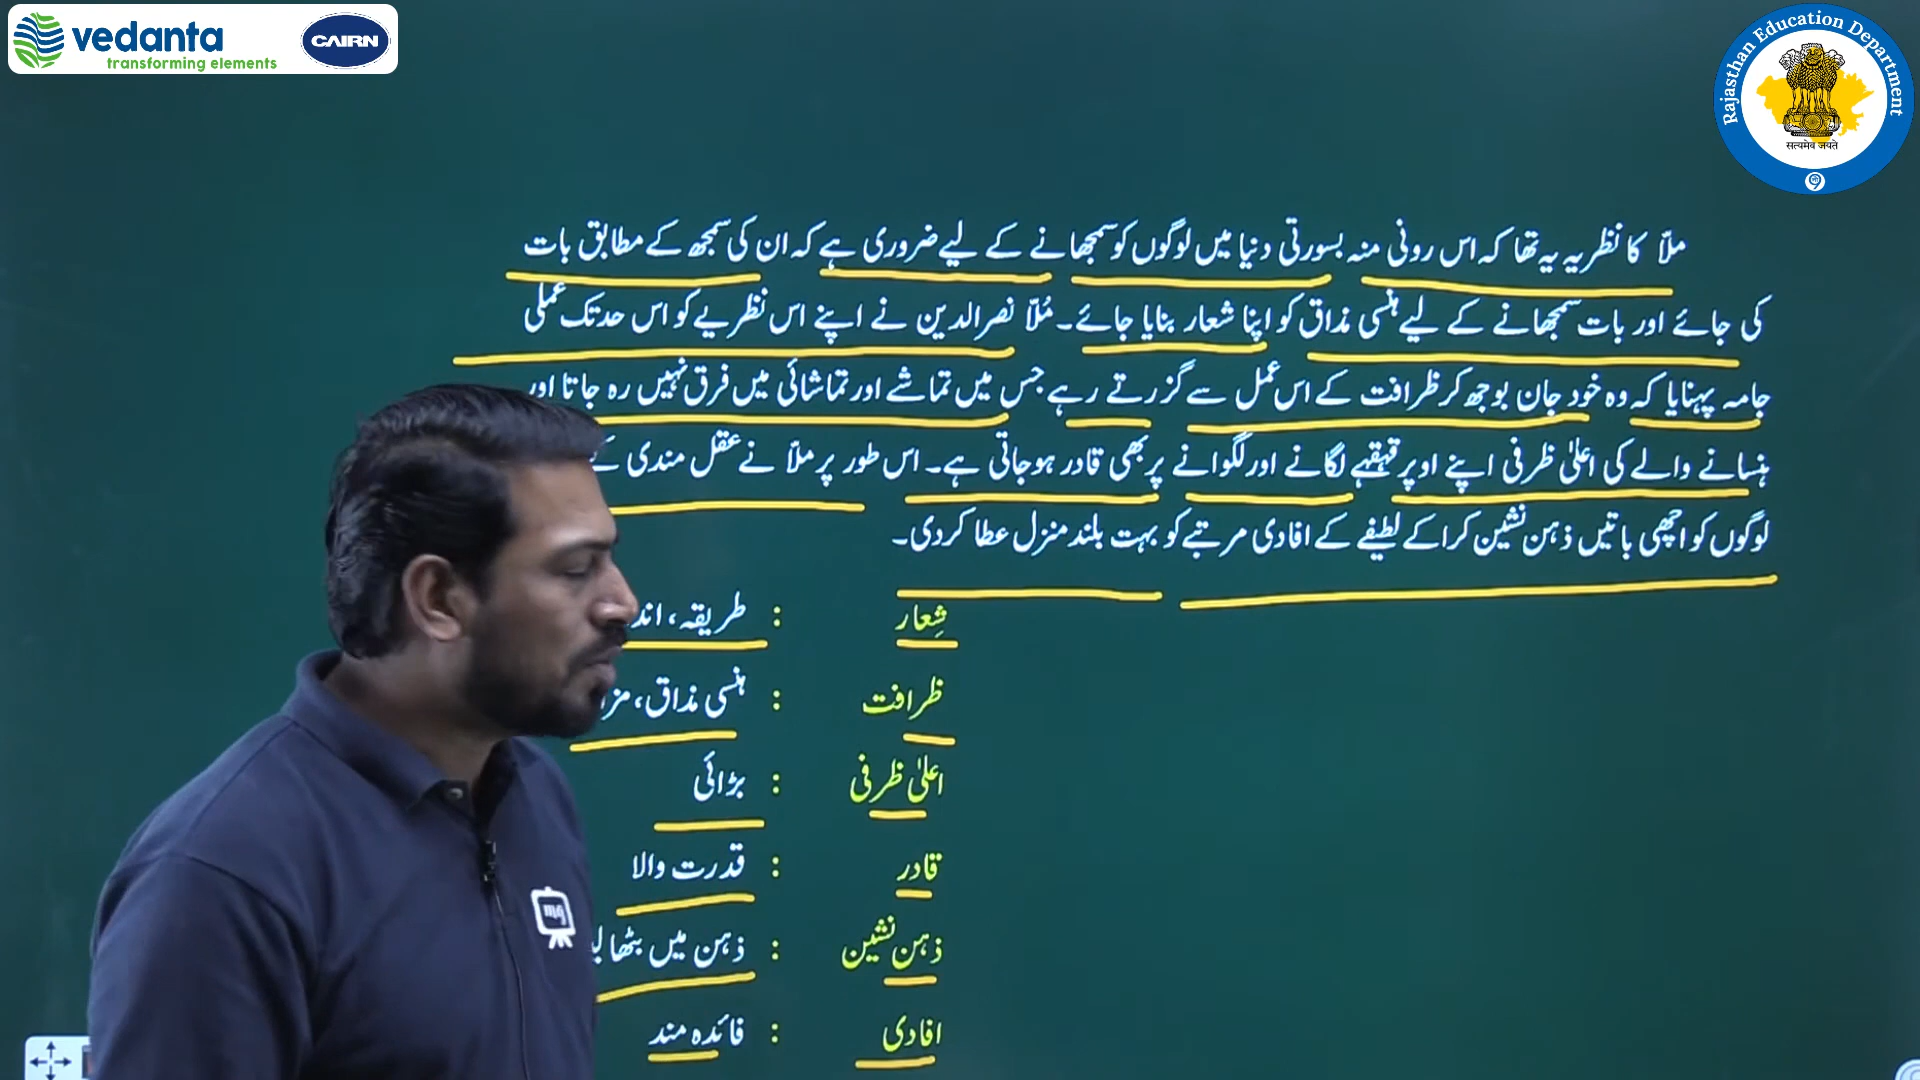 vedanta
transforming elements
CAIRN
Rajasthan Education Department
सत्यमेव जयते
ملّا کا نظریہ یہ تھا کہ اس رونی منہ بسورتی دنیا میں لوگوں کو سمجھانے کے لیے ضروری ہے کہ ان کی سمجھ کے مطابق بات
کی جائے اور بات سمجھانے کے لیے ہنسی مذاق کو اپنا شعار بنایا جائے۔ مُلّا نصرالدین نے اپنے اس نظریے کو اس حد تک عملی
جامہ پہنایا کہ وہ خود جان بوجھ کر ظرافت کے اس عمل سے گزرتے رہے جس میں تماشے اور تماشائی میں فرق نہیں رہ جاتا اور
ہنسانے والے کی اعلیٰ ظرفی اپنے اوپر قہقہے لگانے اور لگوانے پر بھی قادر ہوجاتی ہے۔ اس طور پر ملّا نے عقل مندی کے
لوگوں کو اچھی باتیں ذہن نشین کرا کے لطیفے کے افادی مرتبے کو بہت بلند منزل عطا کردی۔
شِعار : طریقہ،
ظرافت : ہنسی مذاق،
اعلیٰ ظرفی : بڑائی
قادر : قدرت والا
ذہن نشین : ذہن میں بٹھا
افادی : فائدہ مند
mg